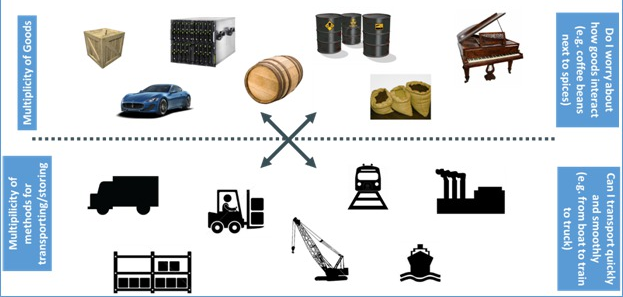 Multiplicity of Goods
Do I worry about
how goods interact
(e.g. coffee beans
next to spices)
Multipilicity of
methods for
transporting/storing
Can I transport quickly
and smoothly
(e.g. from boat to train
to truck)